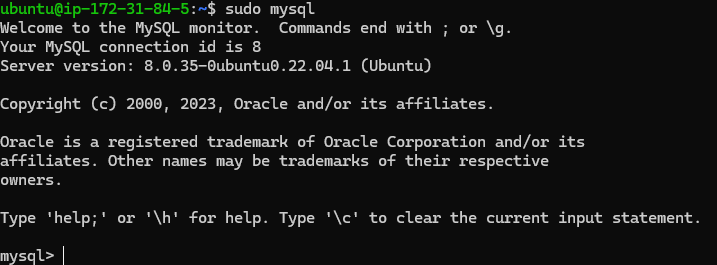 ubuntu@ip-172-31-84-5:~$ sudo mysql
Welcome to the MySQL monitor.  Commands end with ; or \g.
Your MySQL connection id is 8
Server version: 8.0.35-0ubuntu0.22.04.1 (Ubuntu)
Copyright (c) 2000, 2023, Oracle and/or its affiliates.
Oracle is a registered trademark of Oracle Corporation and/or its
affiliates. Other names may be trademarks of their respective
owners.
Type 'help;' or '\h' for help. Type '\c' to clear the current input statement.
mysql>